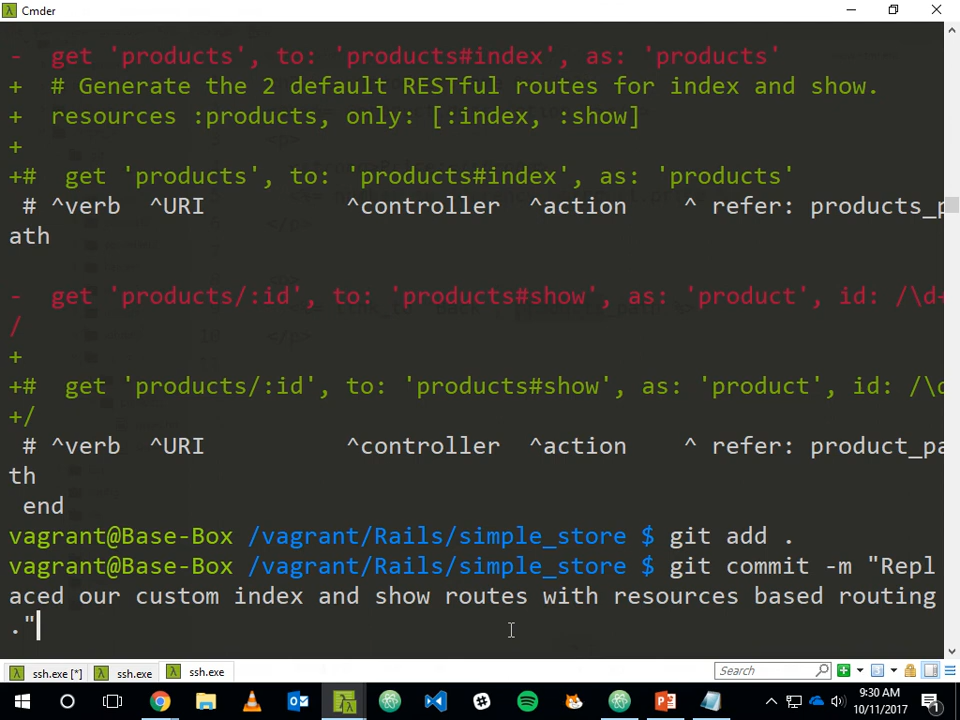 Cmder
-  get 'products', to: 'products#index', as: 'products'
+  # Generate the 2 default RESTful routes for index and show.
+  resources :products, only: [:index, :show]
+
+#  get 'products', to: 'products#index', as: 'products'
 # ^verb  ^URI          ^controller  ^action    ^ refer: products_p
ath
-  get 'products/:id', to: 'products#show', as: 'product', id: /\d+
/
+
+#  get 'products/:id', to: 'products#show', as: 'product', id: /\d
+/
 # ^verb  ^URI          ^controller  ^action    ^ refer: product_pa
th
 end
vagrant@Base-Box /vagrant/Rails/simple_store $ git add .
vagrant@Base-Box /vagrant/Rails/simple_store $ git commit -m "Repl
aced our custom index and show routes with resources based routing
."
ssh.exe [*] ssh.exe ssh.exe Search
9:30 AM
10/11/2017
1